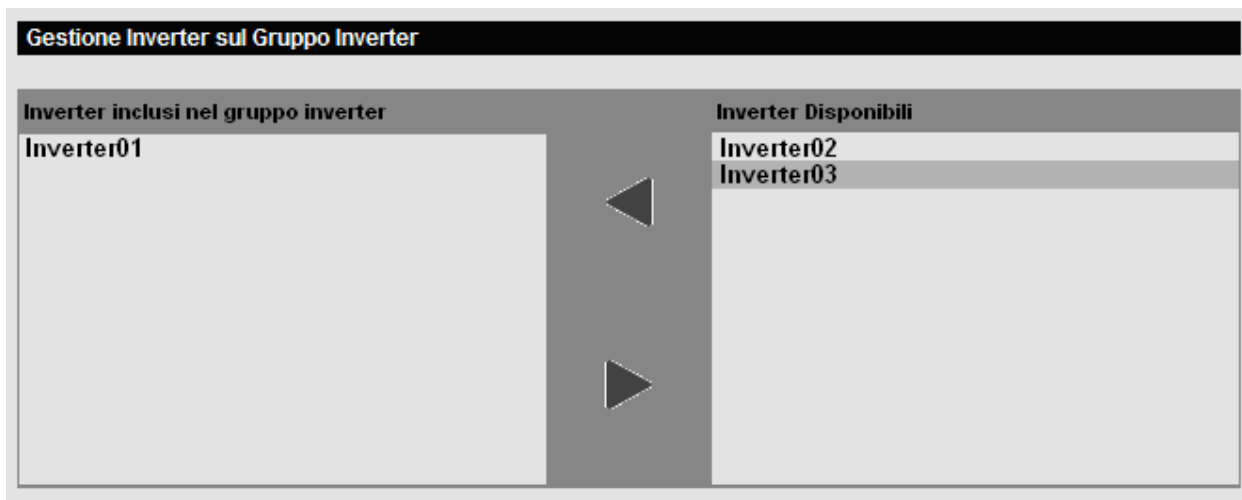 Gestione Inverter sul Gruppo Inverter
Inverter inclusi nel gruppo inverter
Inverter01
Inverter Disponibili
Inverter02
Inverter03